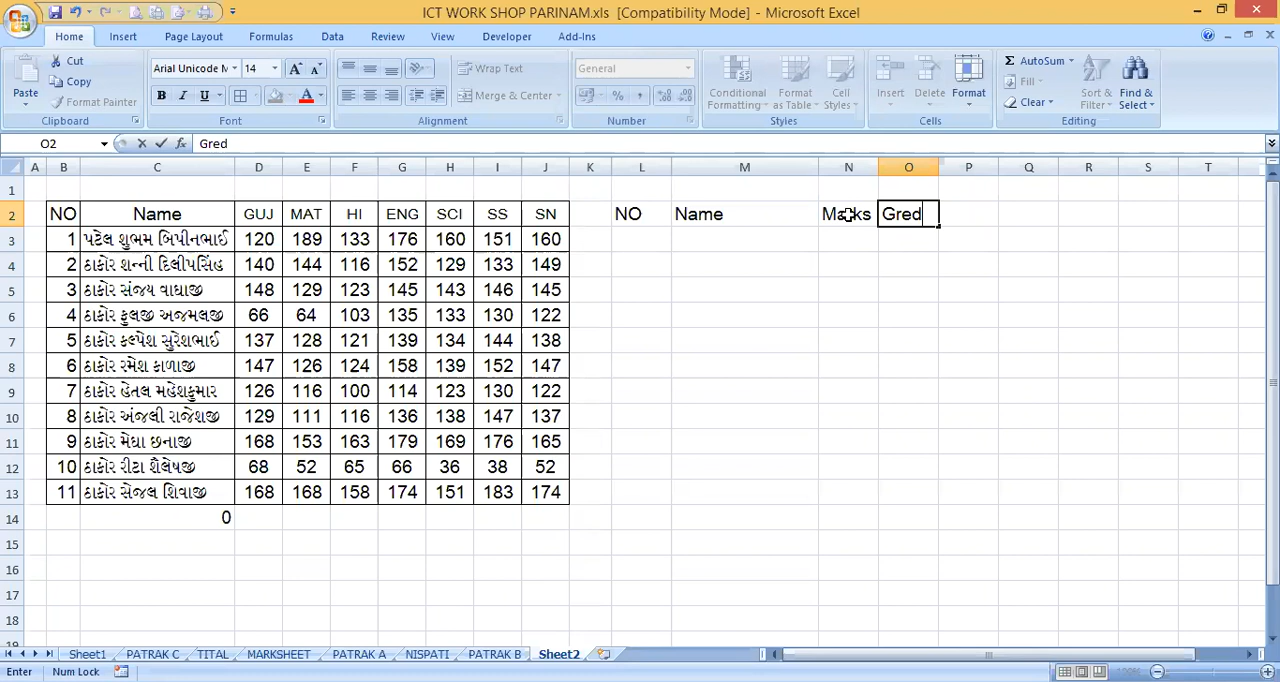 ICT WORK SHOP PARINAM.xls [Compatibility Mode] - Microsoft Excel
Home Insert Page Layout Formulas Data Review View Developer Add-Ins
Paste Cut Copy Format Painter
Arial Unicode M 14
B I U A
Wrap Text
Merge & Center
General
Conditional Formatting Format as Table Cell Styles
Insert Delete Format
Σ AutoSum Fill Clear
Sort & Filter Find & Select
Clipboard Font Alignment Number Styles Cells Editing
O2 fx Gred
A B C D E F G H I J K L M N O P Q R S T
1
2 NO Name GUJ MAT HI ENG SCI SS SN NO Name Marks Gred
3 1 પટેલ શુભમ બિપીનભાઈ 120 189 133 176 160 151 160
4 2 ઠાકોર શન્ની દિલીપસિંહ 140 144 116 152 129 133 149
5 3 ઠાકોર સંજય વાઘાજી 148 129 123 145 143 146 145
6 4 ઠાકોર ફુલજી અજમલજી 66 64 103 135 133 130 122
7 5 ઠાકોર કલ્પેશ સુરેશભાઈ 137 128 121 139 134 144 138
8 6 ઠાકોર રમેશ કાળાજી 147 126 124 158 139 152 147
9 7 ઠાકોર હેતલ મહેશકુમાર 126 116 100 114 123 130 122
10 8 ઠાકોર અંજલી રાજેશજી 129 111 116 136 138 147 137
11 9 ઠાકોર મેઘા છનાજી 168 153 163 179 169 176 165
12 10 ઠાકોર રીટા શૈલેષજી 68 52 65 66 36 38 52
13 11 ઠાકોર સેજલ શિવાજી 168 168 158 174 151 183 174
14 0
15
16
17
18
19
Sheet1 PATRAK C TITAL MARKSHEET PATRAK A NISPATI PATRAK B Sheet2
Enter Num Lock 100%